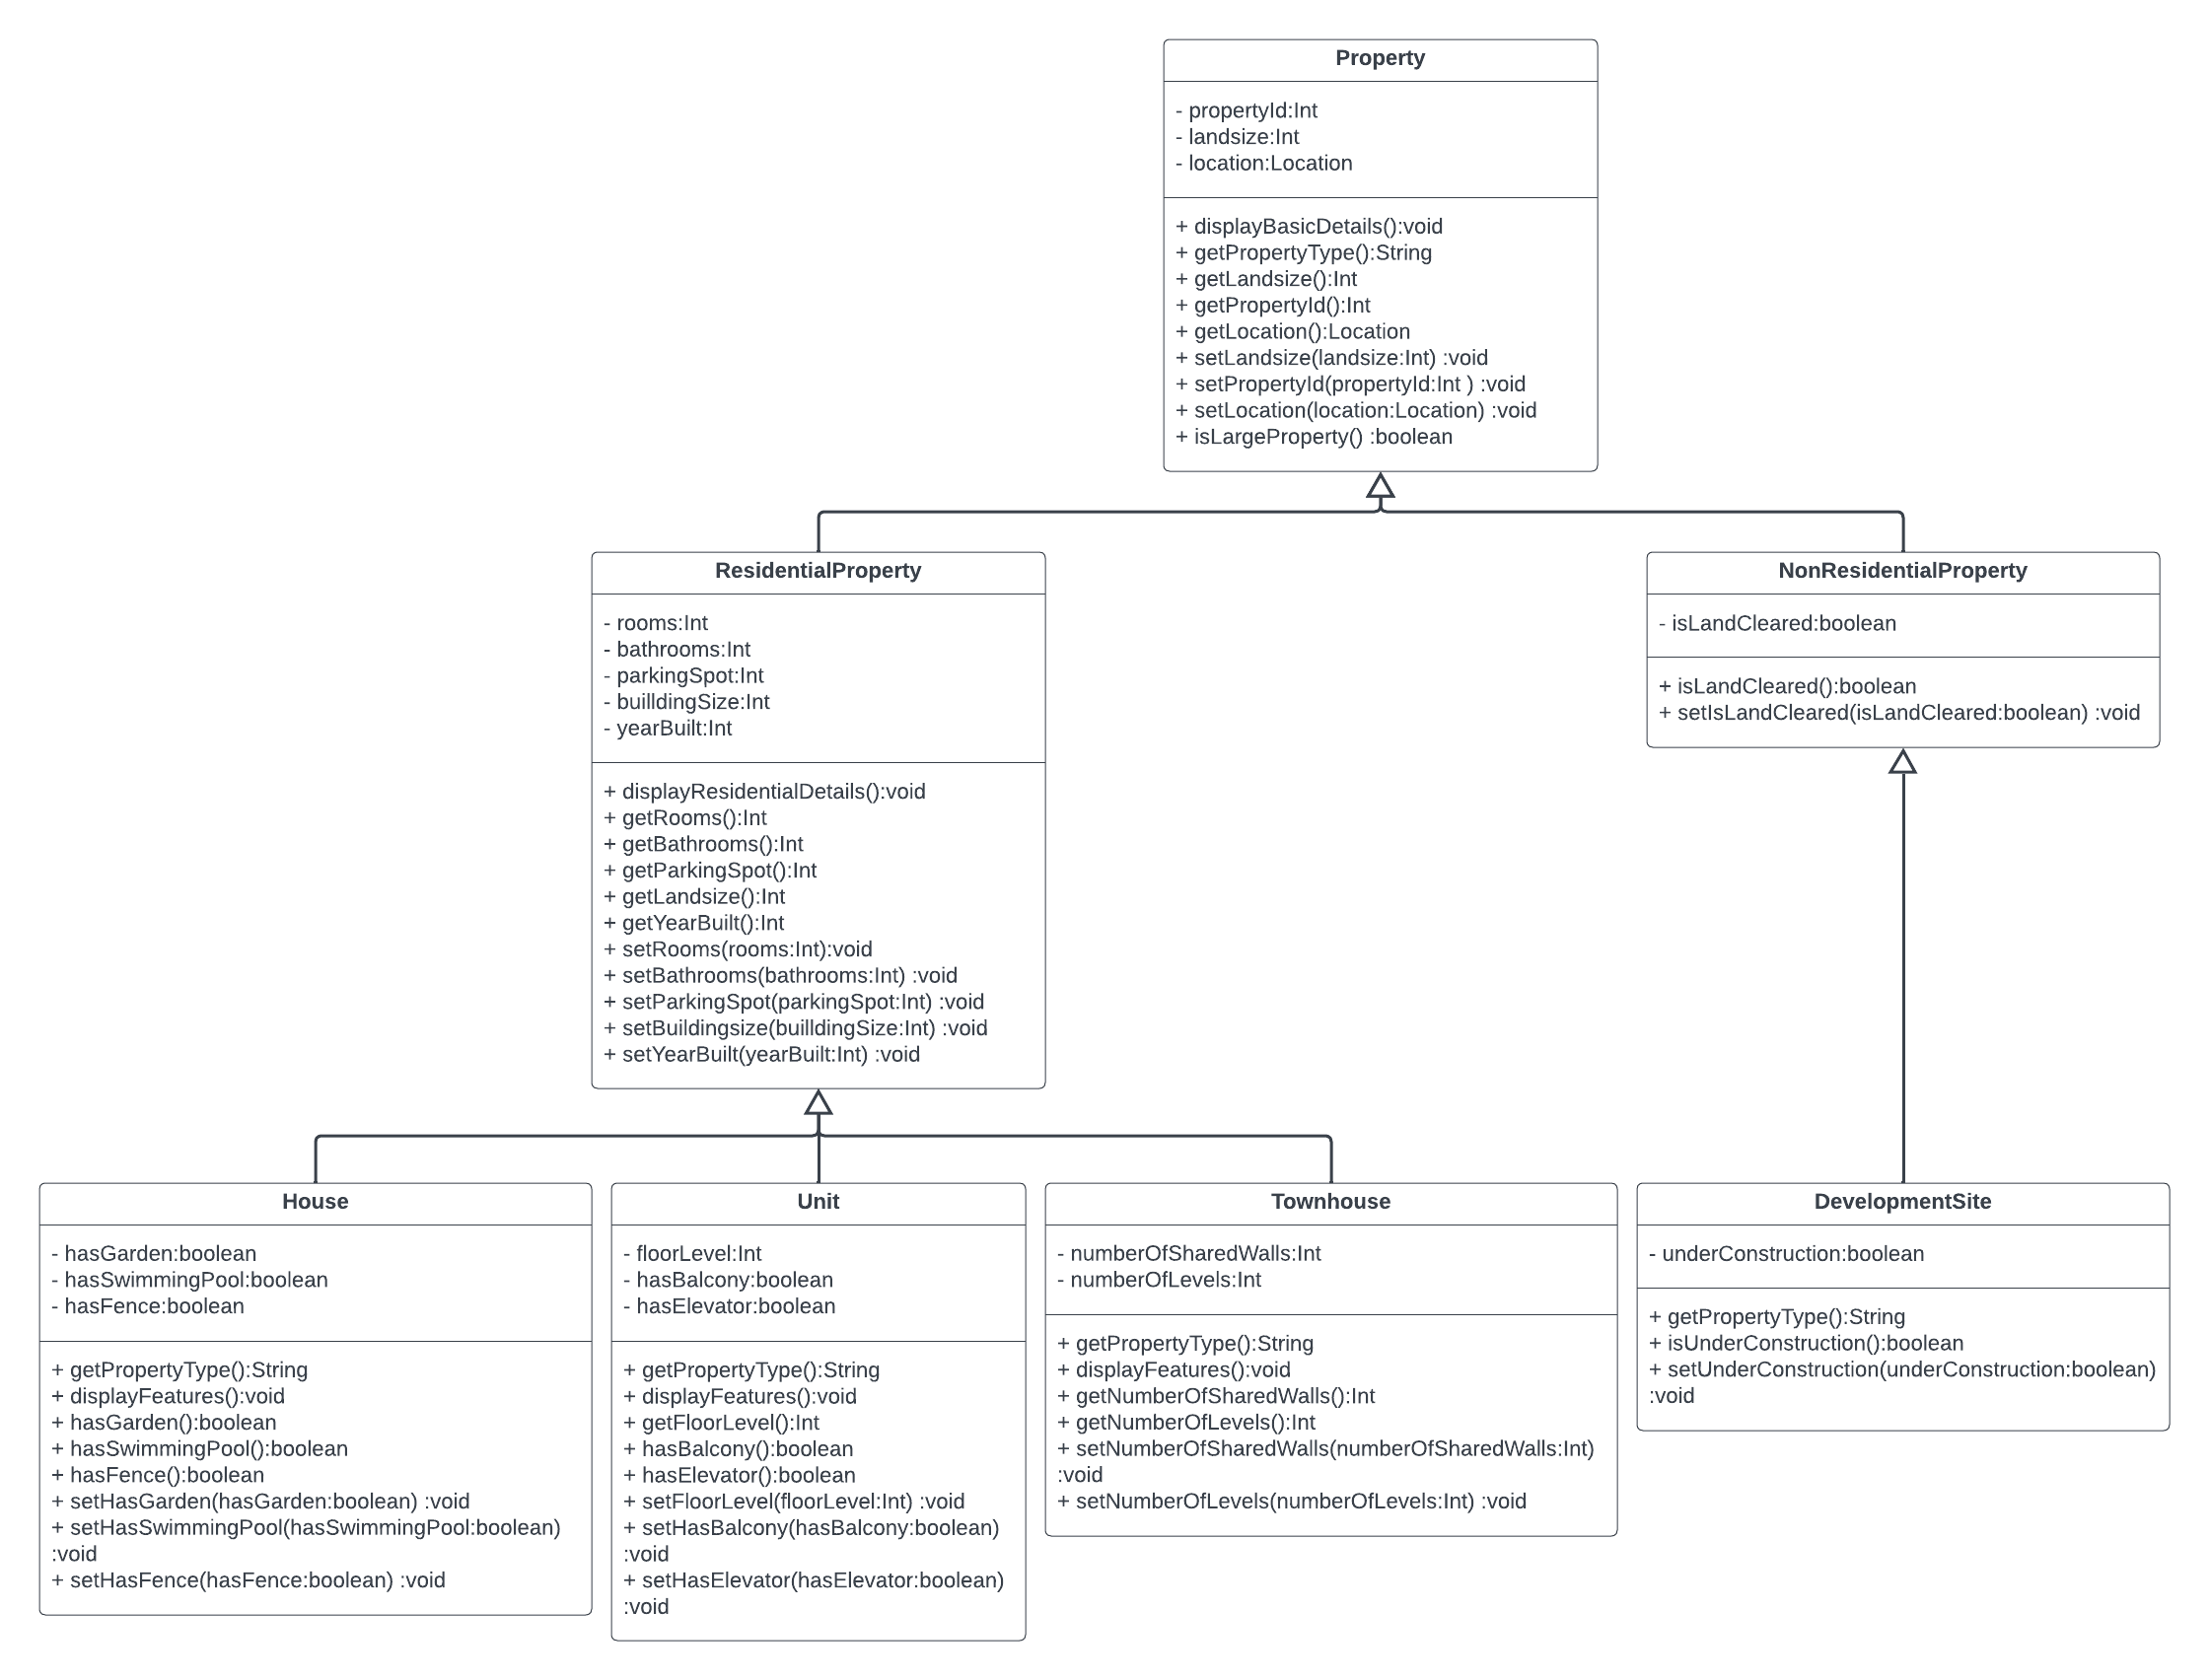 Property
- propertyId:Int
- landsize:Int
- location:Location
+ displayBasicDetails():void
+ getPropertyType():String
+ getLandsize():Int
+ getPropertyId():Int
+ getLocation():Location
+ setLandsize(landsize:Int) :void
+ setPropertyId(propertyId:Int ) :void
+ setLocation(location:Location) :void
+ isLargeProperty() :boolean
ResidentialProperty
- rooms:Int
- bathrooms:Int
- parkingSpot:Int
- builldingSize:Int
- yearBuilt:Int
+ displayResidentialDetails():void
+ getRooms():Int
+ getBathrooms():Int
+ getParkingSpot():Int
+ getLandsize():Int
+ getYearBuilt():Int
+ setRooms(rooms:Int):void
+ setBathrooms(bathrooms:Int) :void
+ setParkingSpot(parkingSpot:Int) :void
+ setBuildingsize(builldingSize:Int) :void
+ setYearBuilt(yearBuilt:Int) :void
NonResidentialProperty
- isLandCleared:boolean
+ isLandCleared():boolean
+ setIsLandCleared(isLandCleared:boolean) :void
House
- hasGarden:boolean
- hasSwimmingPool:boolean
- hasFence:boolean
+ getPropertyType():String
+ displayFeatures():void
+ hasGarden():boolean
+ hasSwimmingPool():boolean
+ hasFence():boolean
+ setHasGarden(hasGarden:boolean) :void
+ setHasSwimmingPool(hasSwimmingPool:boolean)
:void
+ setHasFence(hasFence:boolean) :void
Unit
- floorLevel:Int
- hasBalcony:boolean
- hasElevator:boolean
+ getPropertyType():String
+ displayFeatures():void
+ getFloorLevel():Int
+ hasBalcony():boolean
+ hasElevator():boolean
+ setFloorLevel(floorLevel:Int) :void
+ setHasBalcony(hasBalcony:boolean)
:void
+ setHasElevator(hasElevator:boolean)
:void
Townhouse
- numberOfSharedWalls:Int
- numberOfLevels:Int
+ getPropertyType():String
+ displayFeatures():void
+ getNumberOfSharedWalls():Int
+ getNumberOfLevels():Int
+ setNumberOfSharedWalls(numberOfSharedWalls:Int)
:void
+ setNumberOfLevels(numberOfLevels:Int) :void
DevelopmentSite
- underConstruction:boolean
+ getPropertyType():String
+ isUnderConstruction():boolean
+ setUnderConstruction(underConstruction:boolean)
:void